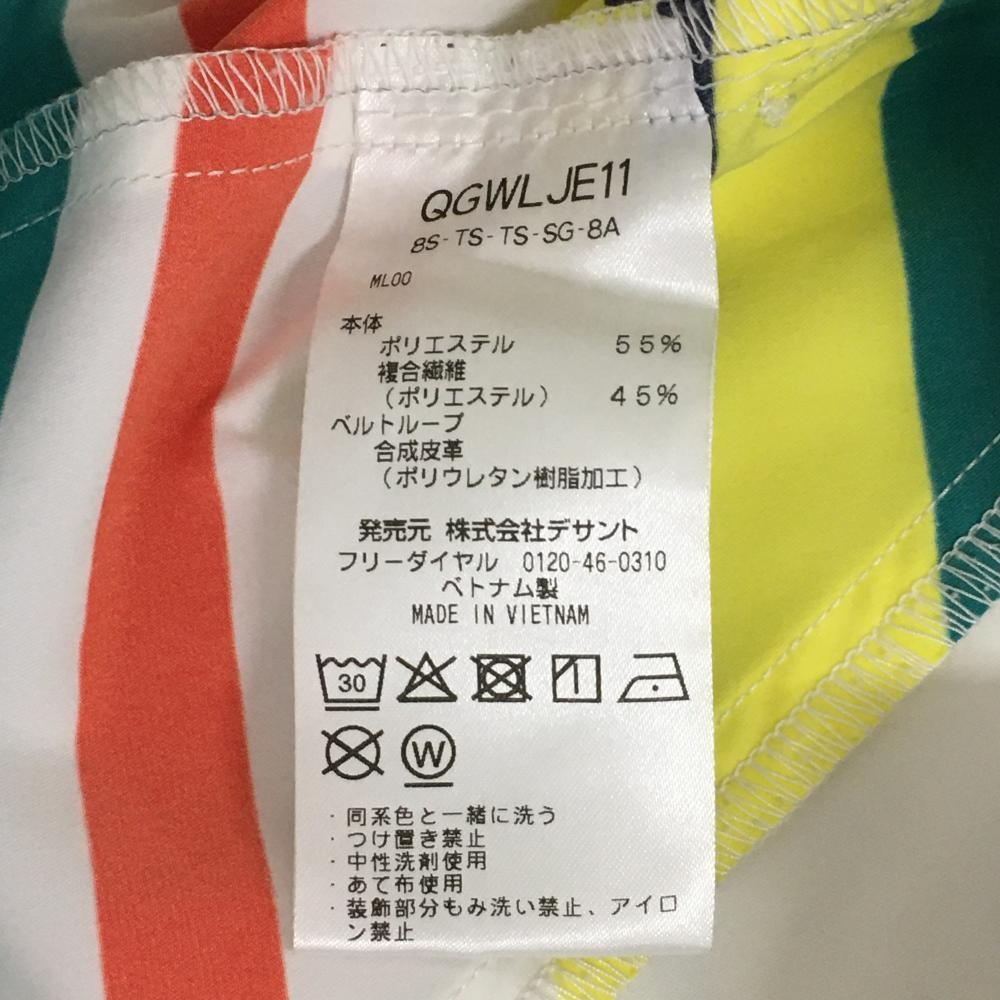 QGWLJE11
8S-TS-TS-SG-8A
ML00
本体
ポリエステル 55%
複合繊維
(ポリエステル) 45%
ベルトループ
合成皮革
(ポリウレタン樹脂加工)
発売元 株式会社デサント
フリーダイヤル 0120-46-0310
ベトナム製
MADE IN VIETNAM
30
W
・同系色と一緒に洗う
・つけ置き禁止
・中性洗剤使用
・あて布使用
・装飾部分もみ洗い禁止、アイロ
ン禁止